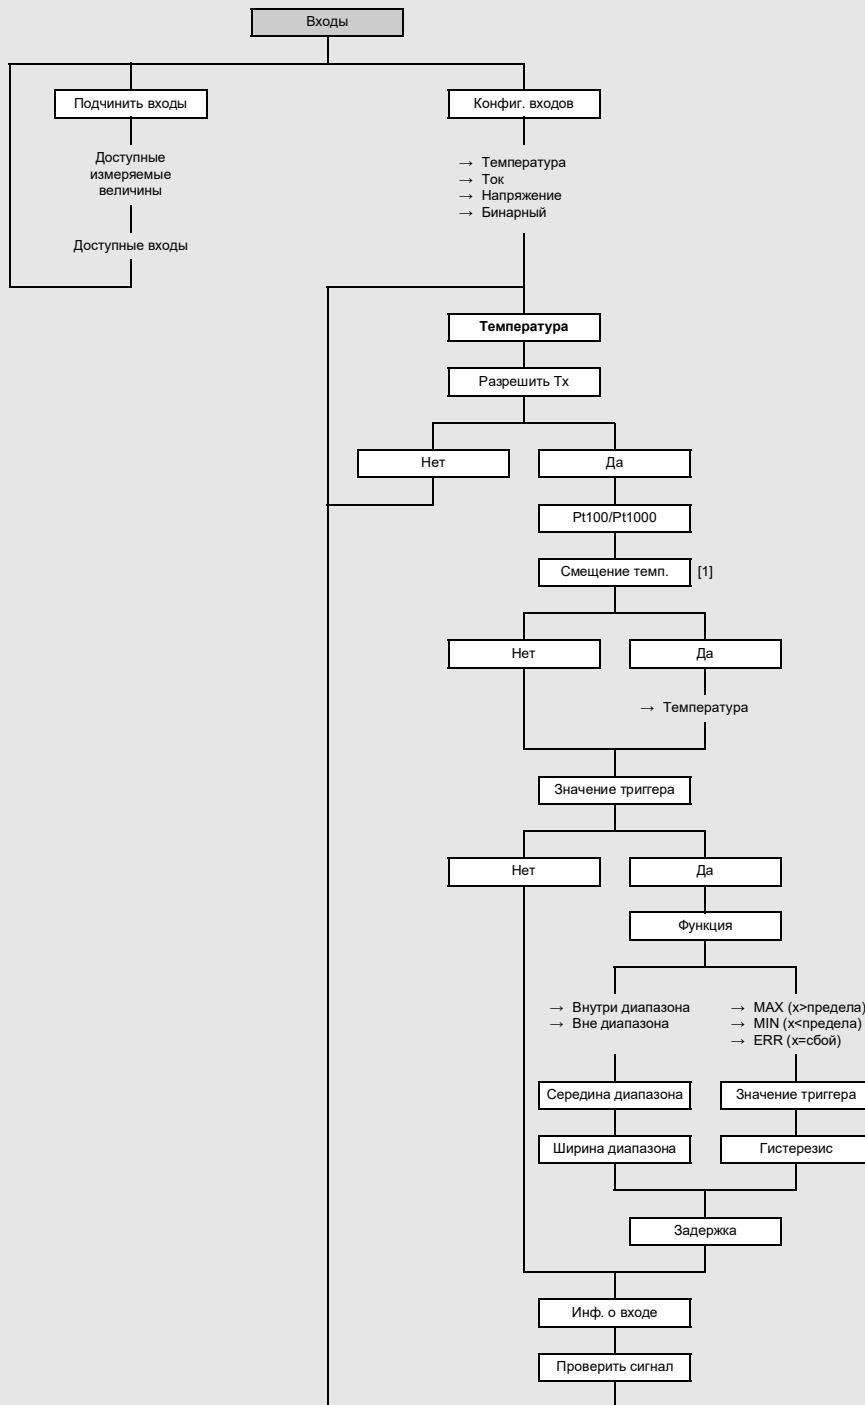 Входы
Подчинить входы
Конфиг. входов
Доступные
измеряемые
величины
→ Температура
→ Ток
→ Напряжение
→ Бинарный
Доступные входы
Температура
Разрешить Tx
Нет
Да
Pt100/Pt1000
Смещение темп. [1]
Нет
Да
→ Температура
Значение триггера
Нет
Да
Функция
→ Внутри диапазона
→ Вне диапазона
→ MAX (x>предела)
→ MIN (x<предела)
→ ERR (x=сбой)
Середина диапазона
Значение триггера
Ширина диапазона
Гистерезис
Задержка
Инф. о входе
Проверить сигнал